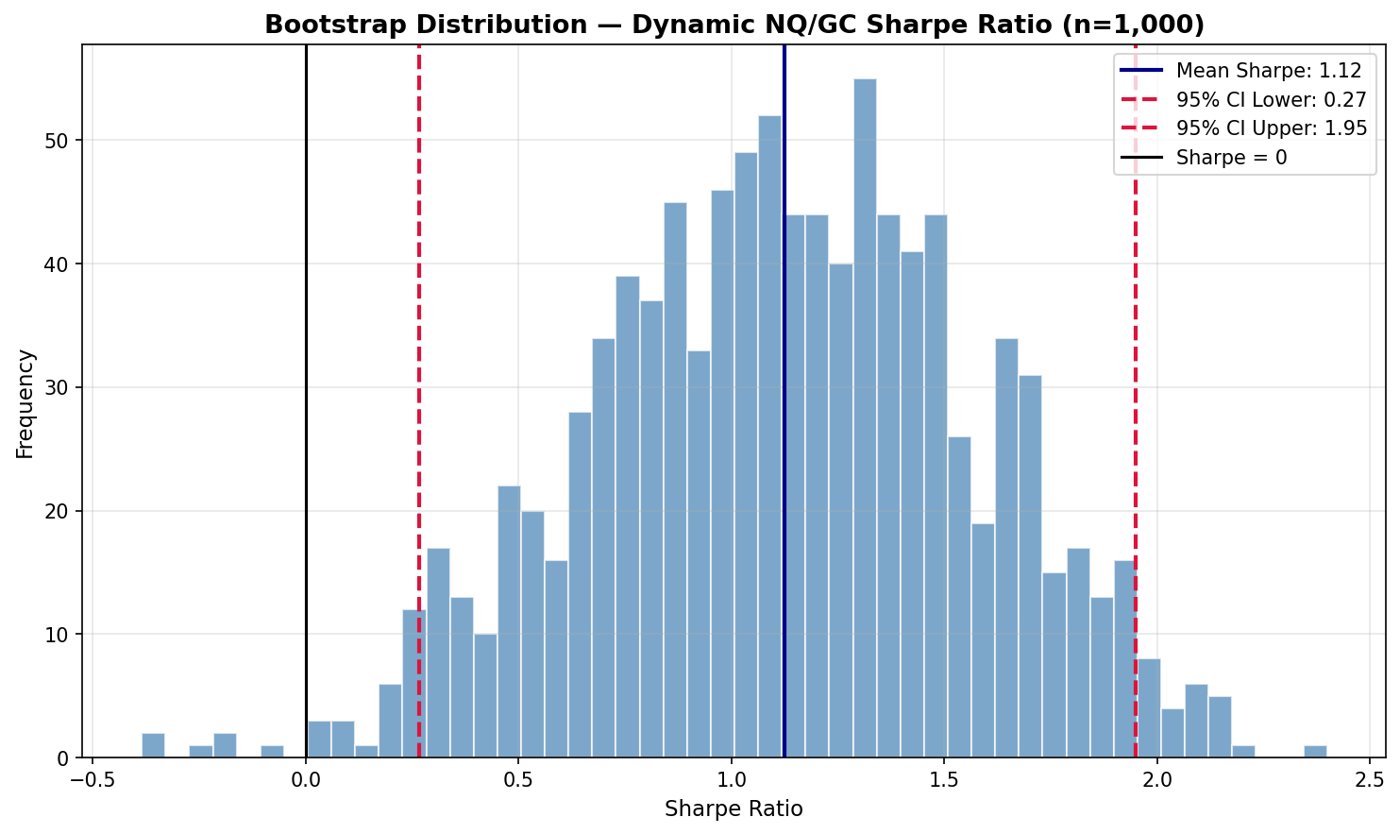 Bootstrap Distribution — Dynamic NQ/GC Sharpe Ratio (n=1,000)
Mean Sharpe: 1.12
95% CI Lower: 0.27
95% CI Upper: 1.95
Sharpe = 0
Frequency
50
40
30
20
10
0
−0.5
0.0
0.5
1.0
1.5
2.0
2.5
Sharpe Ratio